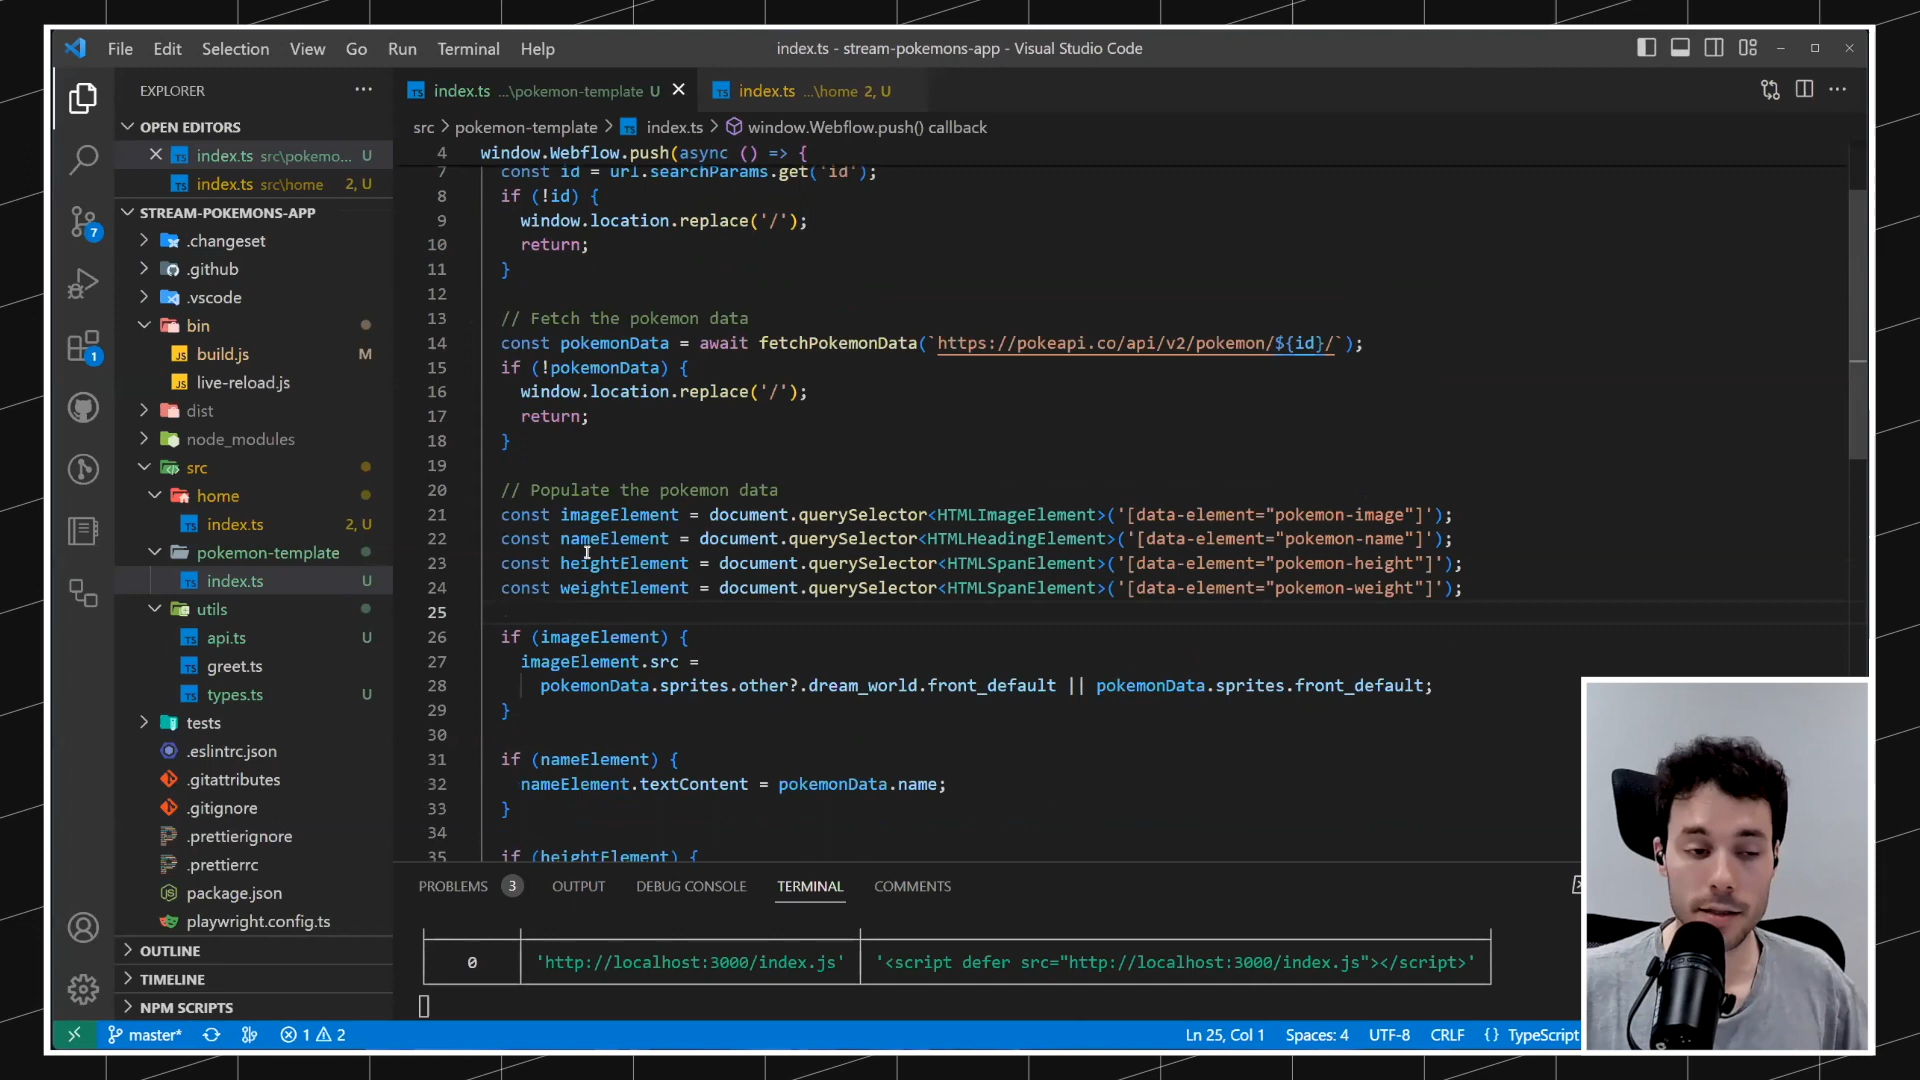 File Edit Selection View Go Run Terminal Help
index.ts - stream-pokemons-app - Visual Studio Code
EXPLORER
OPEN EDITORS
index.ts src\pokemo... U
index.ts src\home 2, U
STREAM-POKEMONS-APP
.changeset
.github
.vscode
bin
build.js M
live-reload.js
dist
node_modules
src
home
index.ts 2, U
pokemon-template
index.ts U
utils
api.ts U
greet.ts
types.ts U
tests
.eslintrc.json
.gitattributes
.gitignore
.prettierignore
.prettierrc
package.json
playwright.config.ts
OUTLINE
TIMELINE
NPM SCRIPTS
index.ts ...\pokemon-template U
index.ts ...\home 2, U
src > pokemon-template > index.ts > window.Webflow.push() callback
4 window.Webflow.push(async () => {
7 const id = url.searchParams.get('id');
8 if (!id) {
9 window.location.replace('/');
10 return;
11 }
12
13 // Fetch the pokemon data
14 const pokemonData = await fetchPokemonData(`https://pokeapi.co/api/v2/pokemon/${id}/`);
15 if (!pokemonData) {
16 window.location.replace('/');
17 return;
18 }
19
20 // Populate the pokemon data
21 const imageElement = document.querySelector<HTMLImageElement>('[data-element="pokemon-image"]');
22 const nameElement = document.querySelector<HTMLHeadingElement>('[data-element="pokemon-name"]');
23 const heightElement = document.querySelector<HTMLSpanElement>('[data-element="pokemon-height"]');
24 const weightElement = document.querySelector<HTMLSpanElement>('[data-element="pokemon-weight"]');
25
26 if (imageElement) {
27 imageElement.src =
28 pokemonData.sprites.other?.dream_world.front_default || pokemonData.sprites.front_default;
29 }
30
31 if (nameElement) {
32 nameElement.textContent = pokemonData.name;
33 }
34
35 if (heightElement) {
PROBLEMS 3 OUTPUT DEBUG CONSOLE TERMINAL COMMENTS
0 'http://localhost:3000/index.js' '<script defer src="http://localhost:3000/index.js"></script>'
7
1
master* 1 2
Ln 25, Col 1 Spaces: 4 UTF-8 CRLF {} TypeScript